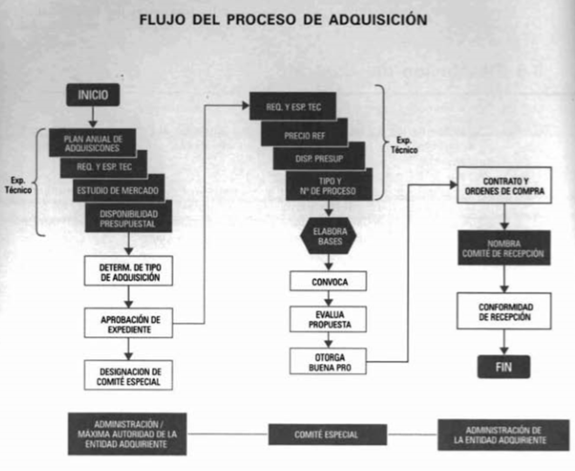 FLUJO DEL PROCESO DE ADQUISICIÓN
INICIO
PLAN ANUAL DE
ADQUISICONES
REQ. Y ESP. TEC
ESTUDIO DE MERCADO
DISPONIBILIDAD
PRESUPUESTAL
Exp.
Técnico
DETERM. DE TIPO
DE ADQUISICIÓN
APROBACIÓN DE
EXPEDIENTE
DESIGNACION DE
COMITÉ ESPECIAL
REQ. Y ESP. TEC
PRECIO REF
DISP. PRESUP
TIPO Y
Nº DE PROCESO
Exp.
Técnico
ELABORA
BASES
CONVOCA
EVALUA
PROPUESTA
OTORGA
BUENA PRO
CONTRATO Y
ORDENES DE COMPRA
NOMBRA
COMITÉ DE RECEPCIÓN
CONFORMIDAD
DE RECEPCIÓN
FIN
ADMINISTRACIÓN /
MÁXIMA AUTORIDAD DE LA
ENTIDAD ADQUIRIENTE
COMITÉ ESPECIAL
ADMINISTRACIÓN DE
LA ENTIDAD ADQUIRIENTE